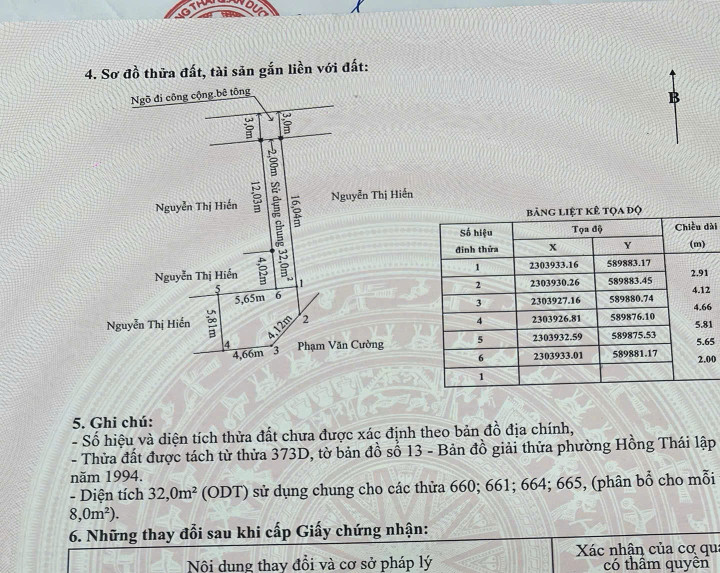 4. Sơ đồ thửa đất, tài sản gắn liền với đất:
Ngõ đi công cộng.bê tông
B
3,0m
3,0m
2,00m Sử dụng chung 32,0m²
12,03m
16,04m
Nguyễn Thị Hiển
Nguyễn Thị Hiển
4,02m
Nguyễn Thị Hiển
1
5
5,65m
6
2
Nguyễn Thị Hiển
5,81m
4,12m
4
4,66m
3
Phạm Văn Cường
BẢNG LIỆT KÊ TỌA ĐỘ
Số hiệu đỉnh thửa
Tọa độ
Chiều dài (m)
X
Y
1 2303933.16 589883.17
2.91
2 2303930.26 589883.45
4.12
3 2303927.16 589880.74
4.66
4 2303926.81 589876.10
5.81
5 2303932.59 589875.53
5.65
6 2303933.01 589881.17
2.00
1
5. Ghi chú:
- Số hiệu và diện tích thửa đất chưa được xác định theo bản đồ địa chính,
- Thửa đất được tách từ thửa 373D, tờ bản đồ số 13 - Bản đồ giải thửa phường Hồng Thái lập
năm 1994.
- Diện tích 32,0m² (ODT) sử dụng chung cho các thửa 660; 661; 664; 665, (phân bổ cho mỗi
8,0m²).
6. Những thay đổi sau khi cấp Giấy chứng nhận:
Nội dung thay đổi và cơ sở pháp lý
Xác nhận của cơ qua
có thẩm quyền